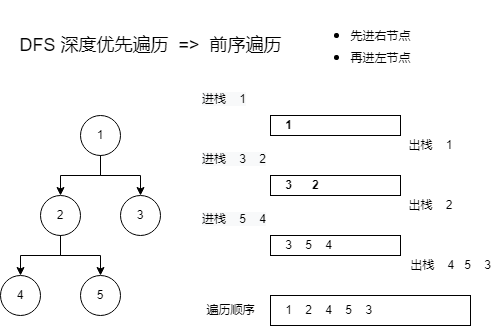 DFS 深度优先遍历 => 前序遍历
先进右节点
再进左节点
进栈 1
1
出栈 1
进栈 3 2
3 2
出栈 2
进栈 5 4
3 5 4
出栈 4 5 3
遍历顺序 1 2 4 5 3
1
2 3
4 5